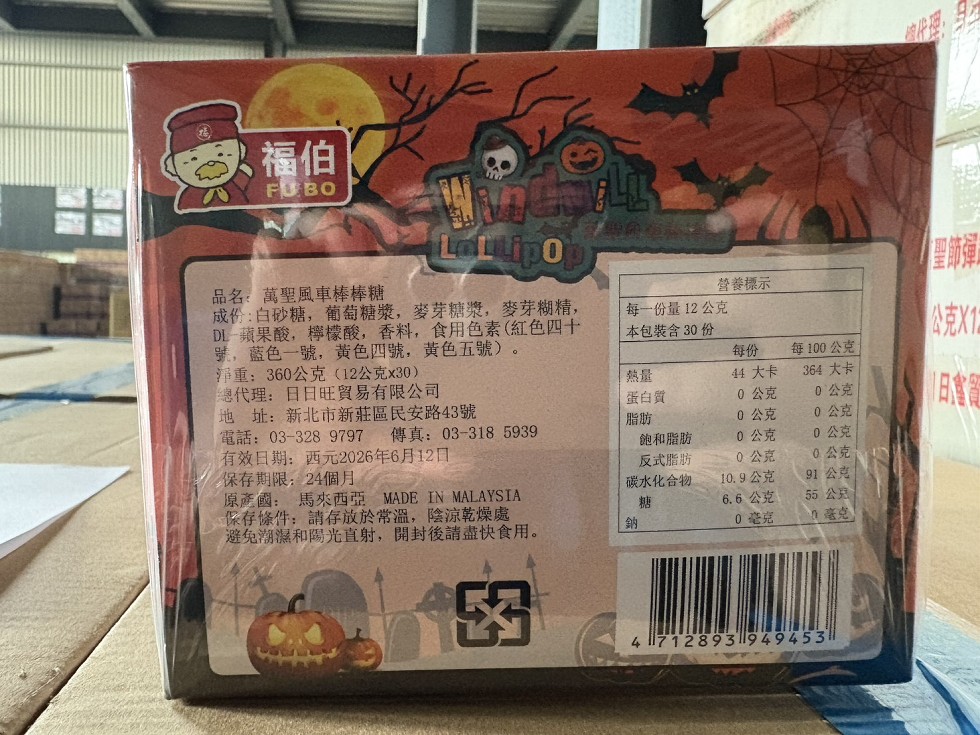 福伯
FUBO
Windmill
LoLLipop
品名: 萬聖風車棒棒糖
成份:白砂糖, 葡萄糖漿, 麥芽糖漿, 麥芽糊精,
DL-蘋果酸, 檸檬酸, 香料, 食用色素(紅色四十
號, 藍色一號, 黃色四號, 黃色五號)。
淨重: 360公克 (12公克x30)
總代理: 日日旺貿易有限公司
地 址: 新北市新莊區民安路43號
電話: 03-328 9797 傳真: 03-318 5939
有效日期: 西元2026年6月12日
保存期限: 24個月
原產國: 馬來西亞 MADE IN MALAYSIA
保存條件: 請存放於常溫, 陰涼乾燥處
避免潮濕和陽光直射, 開封後請盡快食用。
營養標示
每一份量 12 公克
本包裝含 30 份
每份 每 100 公克
熱量 44 大卡 364 大卡
蛋白質 0 公克 0 公克
脂肪 0 公克 0 公克
飽和脂肪 0 公克 0 公克
反式脂肪 0 公克 0 公克
碳水化合物 10.9 公克 91 公克
糖 6.6 公克 55 公克
鈉 0 毫克 0 毫克
4 712893 949453
總代理:
聖節彈
公克X12